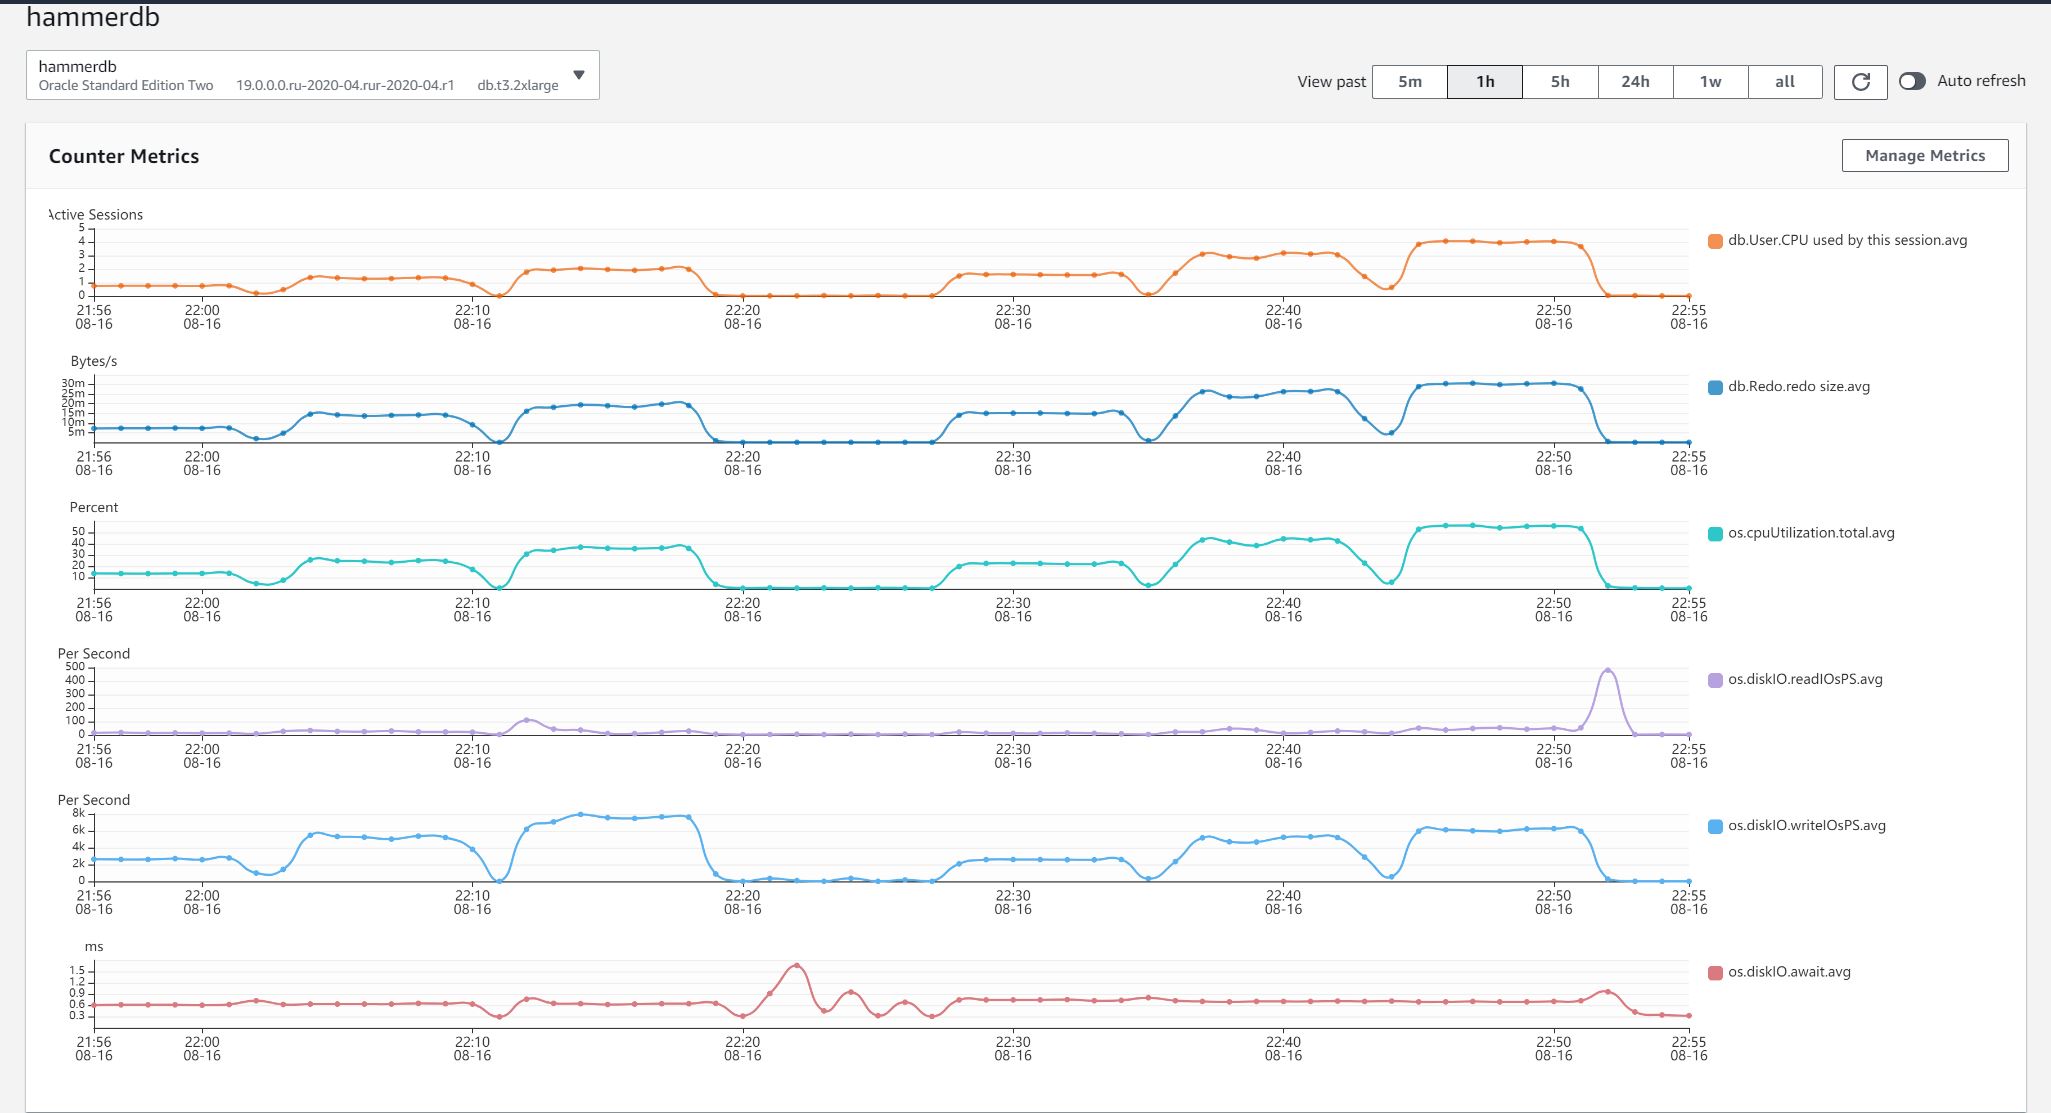 hammerdb
hammerdb
Oracle Standard Edition Two 19.0.0.0.ru-2020-04.rur-2020-04.r1 db.t3.2xlarge
View past 5m 1h 5h 24h 1w all Auto refresh
Counter Metrics
Manage Metrics
Active Sessions
5
4
3
2
1
0
21:56 22:00 22:10 22:20 22:30 22:40 22:50 22:55
08-16 08-16 08-16 08-16 08-16 08-16 08-16 08-16
db.User.CPU used by this session.avg
Bytes/s
30m
25m
20m
15m
10m
5m
21:56 22:00 22:10 22:20 22:30 22:40 22:50 22:55
08-16 08-16 08-16 08-16 08-16 08-16 08-16 08-16
db.Redo.redo size.avg
Percent
50
40
30
20
10
21:56 22:00 22:10 22:20 22:30 22:40 22:50 22:55
08-16 08-16 08-16 08-16 08-16 08-16 08-16 08-16
os.cpuUtilization.total.avg
Per Second
500
400
300
200
100
0
21:56 22:00 22:10 22:20 22:30 22:40 22:50 22:55
08-16 08-16 08-16 08-16 08-16 08-16 08-16 08-16
os.diskIO.readIOsPS.avg
Per Second
8k
6k
4k
2k
0
21:56 22:00 22:10 22:20 22:30 22:40 22:50 22:55
08-16 08-16 08-16 08-16 08-16 08-16 08-16 08-16
os.diskIO.writeIOsPS.avg
ms
1.5
1.2
0.9
0.6
0.3
21:56 22:00 22:10 22:20 22:30 22:40 22:50 22:55
08-16 08-16 08-16 08-16 08-16 08-16 08-16 08-16
os.diskIO.await.avg